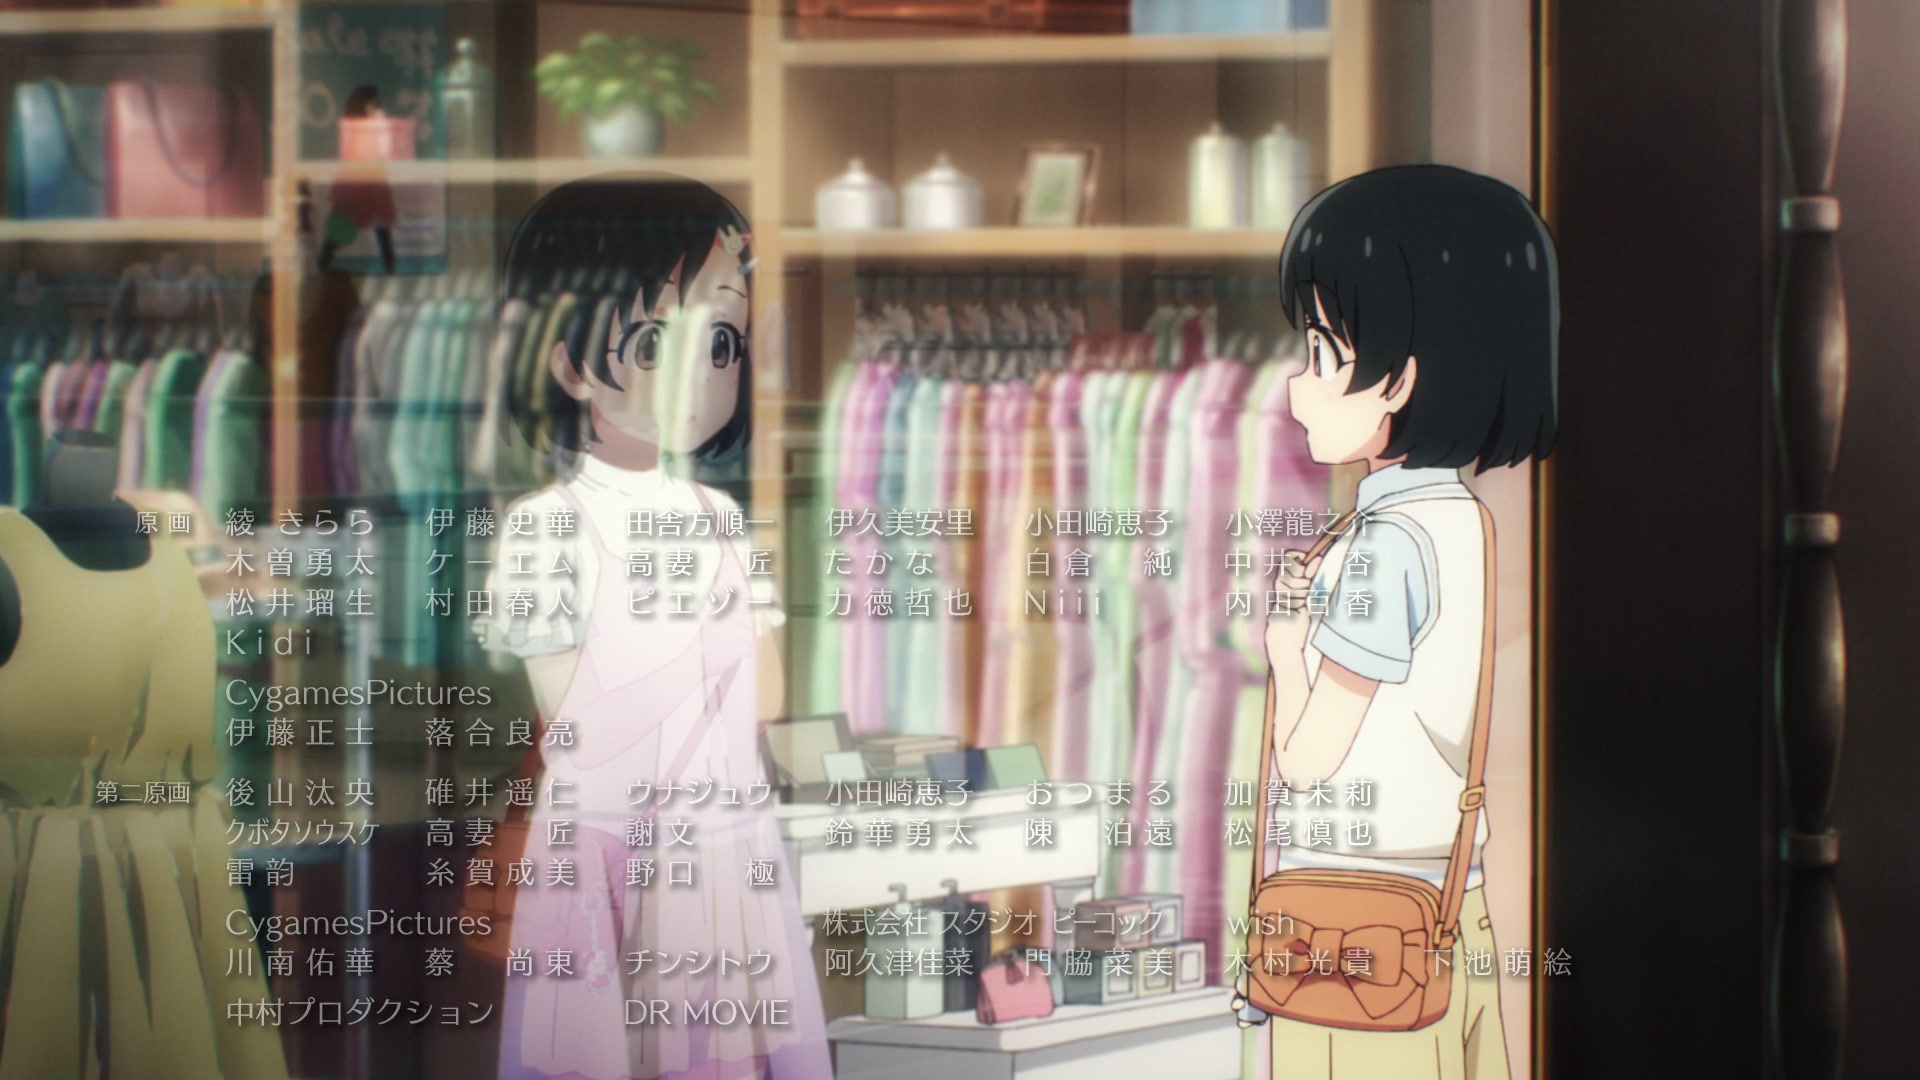 原画 綾 さらら 伊藤史華 田舎方順一 伊久美安里 小田崎恵子 小澤龍之介
木曽勇太 ケーエム 高妻 匠 たかな 白倉 純 中井 杏
松井瑠生 村田春人 ピエゾー 力徳哲也 Niii 内田百香
Kidi
CygamesPictures
伊藤正士 落合良亮
第二原画 後山汰央 碓井遥仁 ウナジュウ 小田崎恵子 おつまる 加賀朱莉
クボタソウスケ 高妻 匠 謝文 鈴華勇太 陳 泊遠 松尾慎也
雷韵 糸賀成美 野口 極
CygamesPictures 株式会社 スタジオ ピーコック wish
川南佑華 蔡 尚東 チンシトウ 阿久津佳菜 門脇菜美 木村光貴 下池萌絵
中村プロダクション DR MOVIE